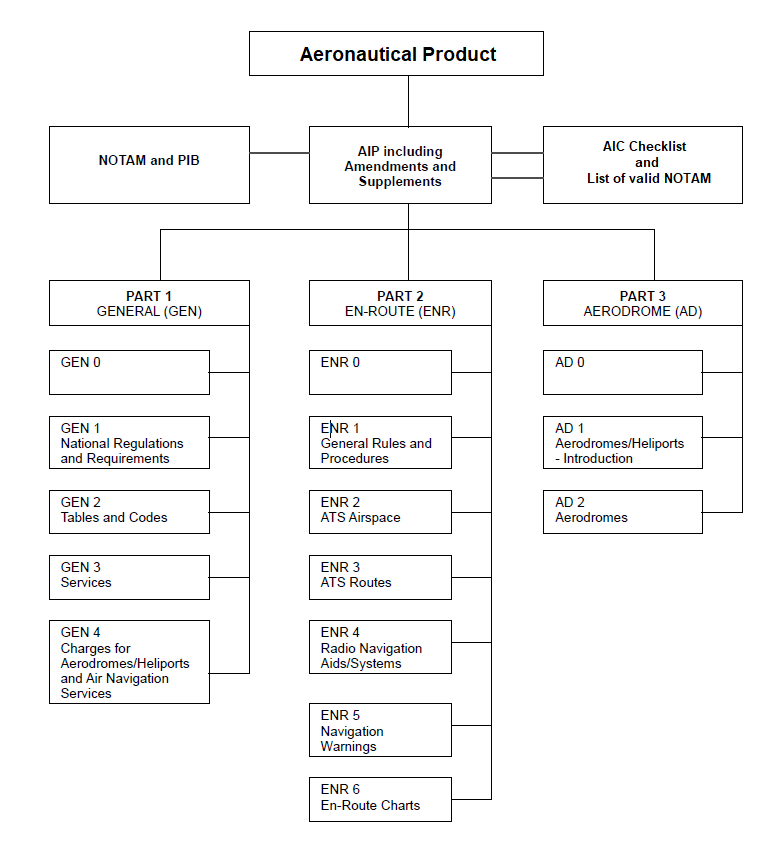 Aeronautical Product
NOTAM and PIB
AIP including
Amendments and
Supplements
AIC Checklist
and
List of valid NOTAM
PART 1
GENERAL (GEN)
GEN 0
GEN 1
National Regulations
and Requirements
GEN 2
Tables and Codes
GEN 3
Services
GEN 4
Charges for
Aerodromes/Heliports
and Air Navigation
Services
PART 2
EN-ROUTE (ENR)
ENR 0
ENR 1
General Rules and
Procedures
ENR 2
ATS Airspace
ENR 3
ATS Routes
ENR 4
Radio Navigation
Aids/Systems
ENR 5
Navigation
Warnings
ENR 6
En-Route Charts
PART 3
AERODROME (AD)
AD 0
AD 1
Aerodromes/Heliports
- Introduction
AD 2
Aerodromes